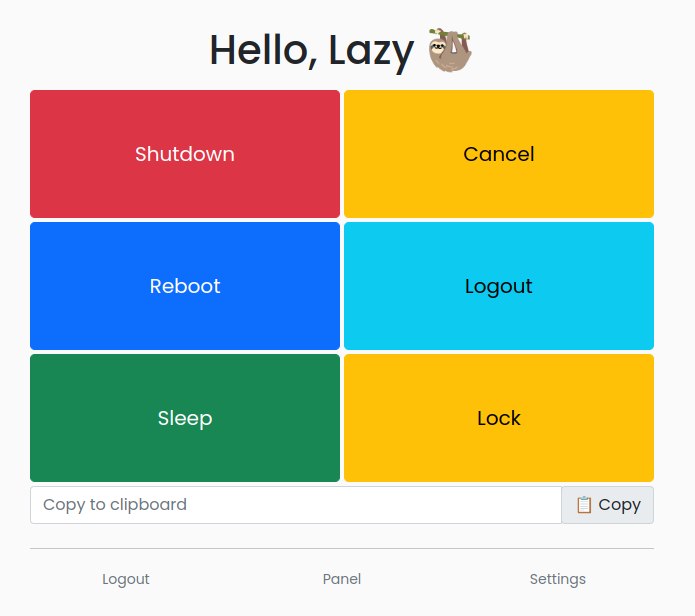 Hello, Lazy 🦥
Shutdown Cancel
Reboot Logout
Sleep Lock
Copy to clipboard 📋 Copy
Logout Panel Settings